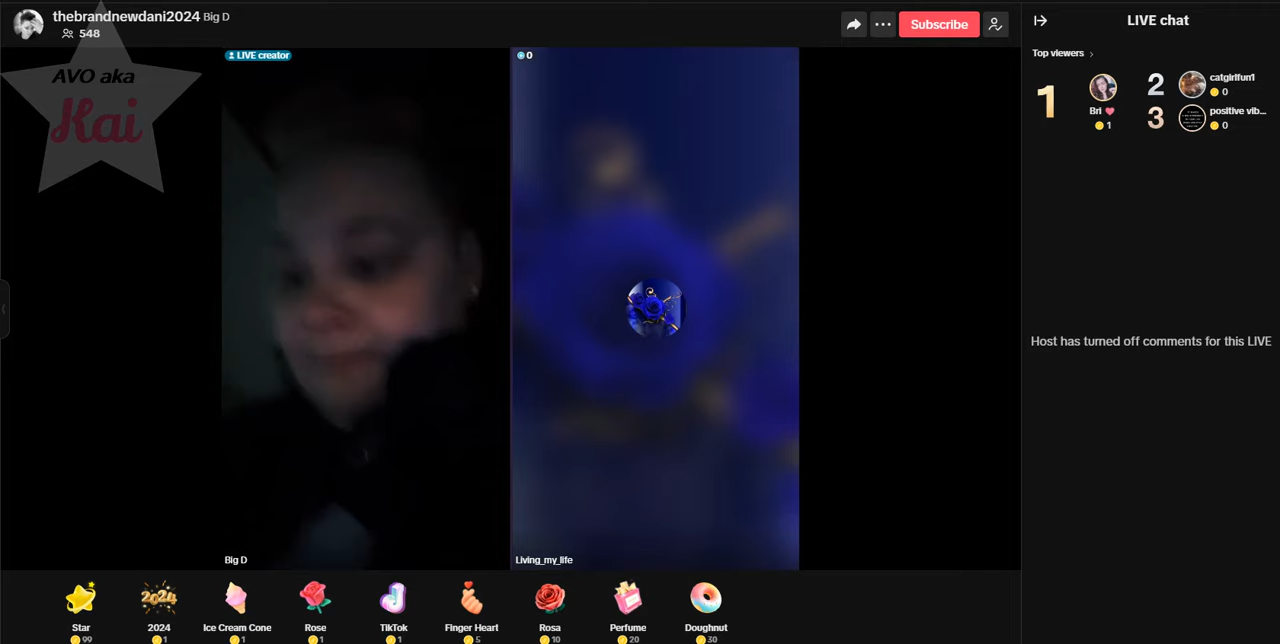 thebrandnewdani2024 Big D
548
Subscribe
LIVE chat
AVO aka
Kai
LIVE creator
0
Top viewers
1
Bri
1
2
catgirlfun1
0
3
positive vib...
0
Host has turned off comments for this LIVE
Big D
Living_my_life
2024
Star
2024
Ice Cream Cone
Rose
TikTok
Finger Heart
Rosa
Perfume
Doughnut
99
1
1
1
1
5
10
20
30